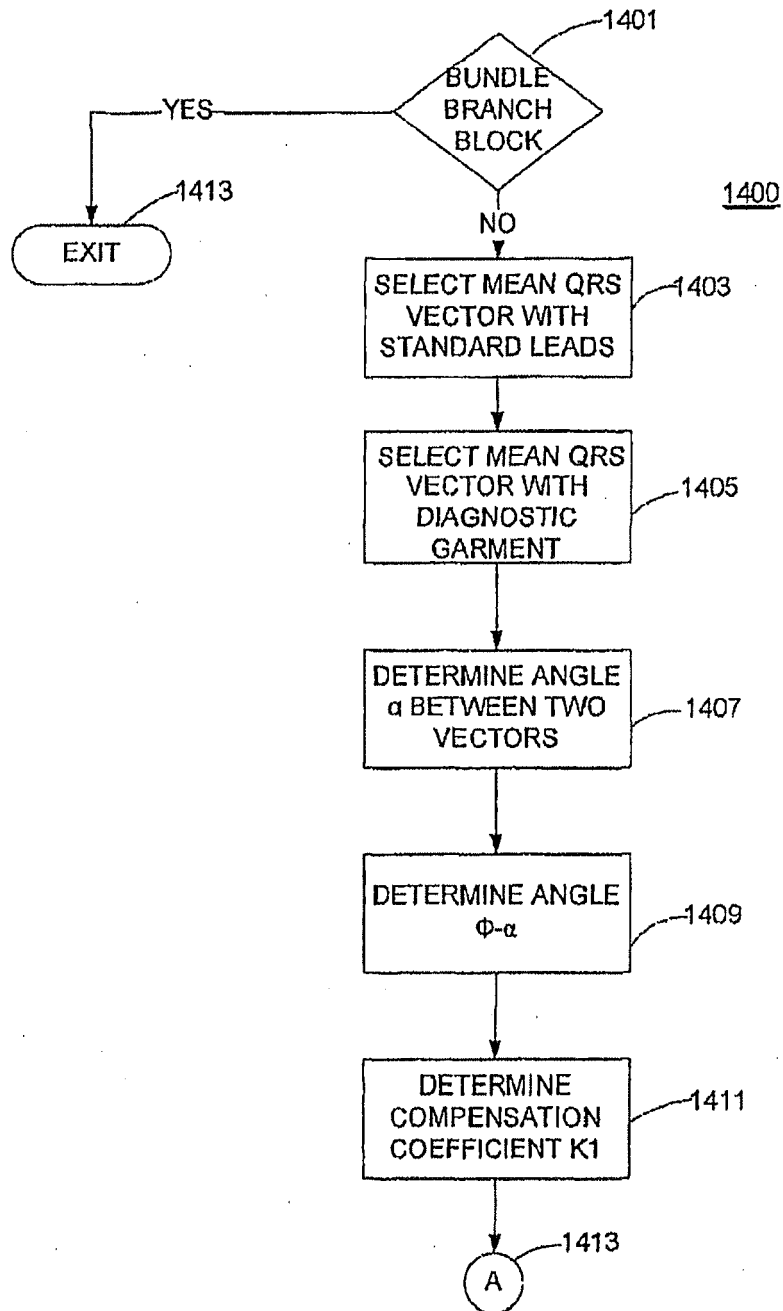 1401
BUNDLE
BRANCH
BLOCK
YES
1413
EXIT
1400
NO
SELECT MEAN QRS
VECTOR WITH
STANDARD LEADS
1403
SELECT MEAN QRS
VECTOR WITH
DIAGNOSTIC
GARMENT
1405
DETERMINE ANGLE
α BETWEEN TWO
VECTORS
1407
DETERMINE ANGLE
Φ-α
1409
DETERMINE
COMPENSATION
COEFFICIENT K1
1411
1413
A